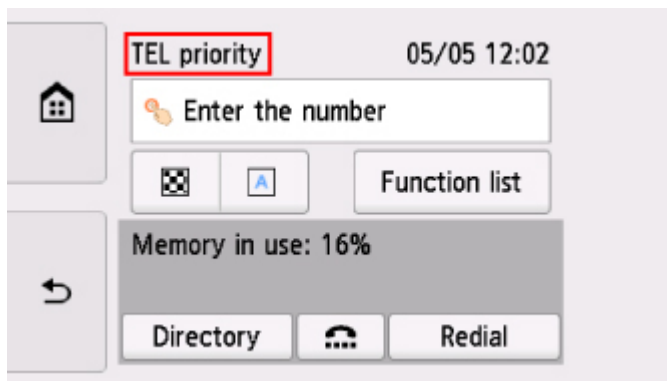 TEL priority 05/05 12:02
Enter the number
A Function list
Memory in use: 16%
Directory Redial